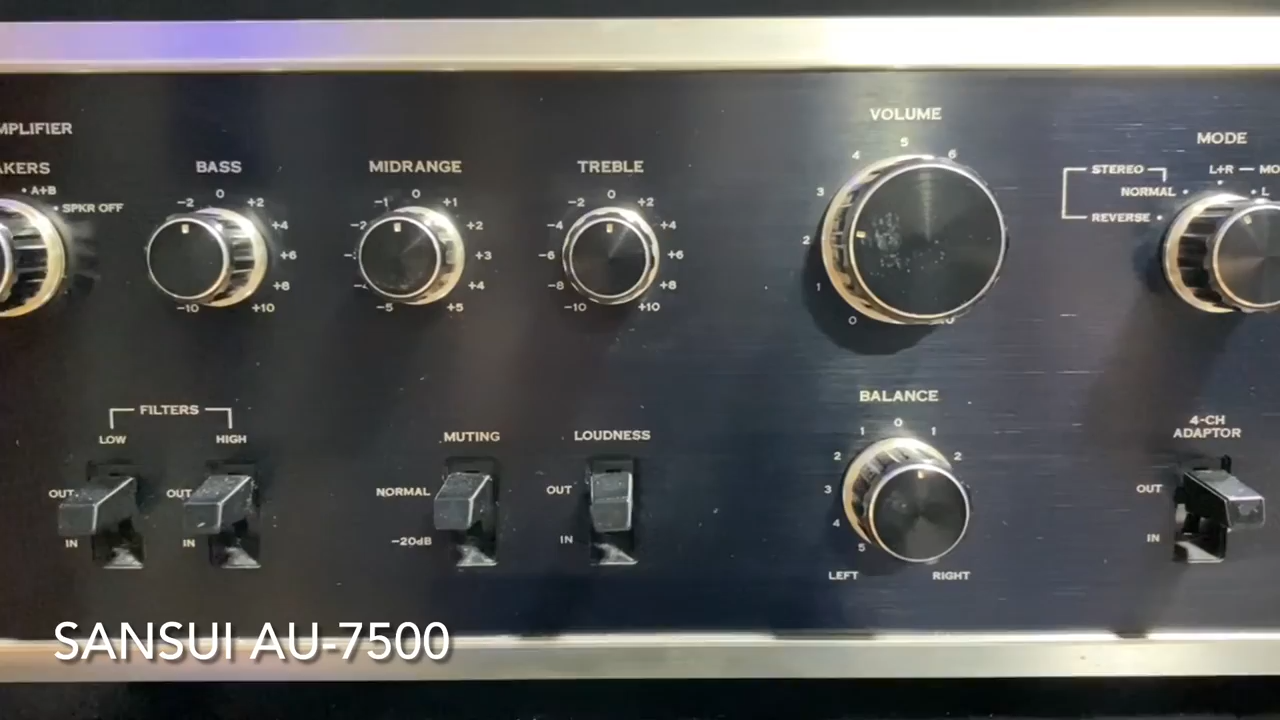 MPLIFIER
AKERS
A+B
SPKR OFF
BASS
0
-2 +2
+4
+6
+8
-10 +10
MIDRANGE
0
-1 +1
-2 +2
+3
+4
-5 +5
TREBLE
0
-2 +2
-4 +4
-6 +6
-8 +8
-10 +10
VOLUME
5
4 6
3
2
1
0
MODE
STEREO L+R — MO
NORMAL L
REVERSE
FILTERS
LOW HIGH
OUT OUT
IN IN
MUTING
NORMAL
-20dB
LOUDNESS
OUT
IN
BALANCE
0
1 1
2 2
3
4
5
LEFT RIGHT
4-CH
ADAPTOR
OUT
IN
SANSUI AU-7500